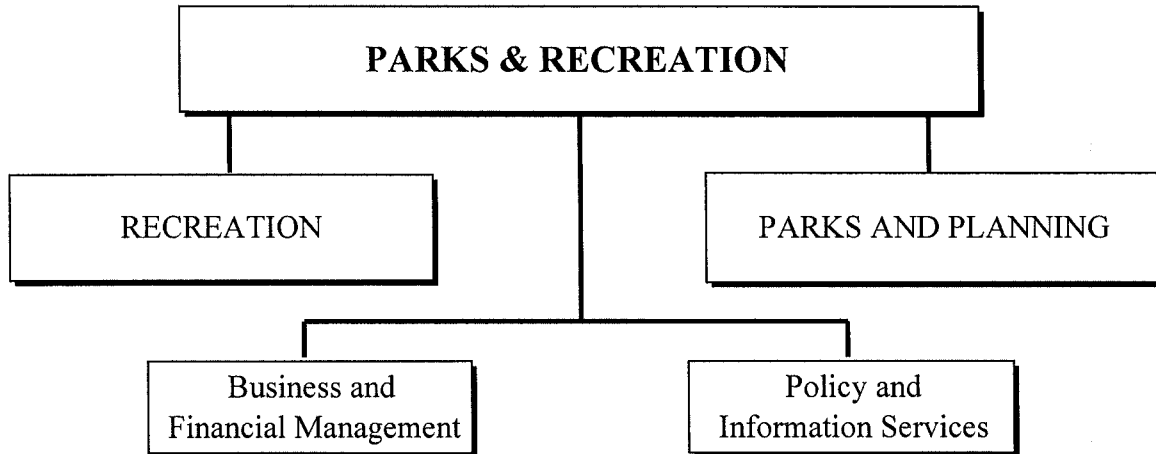 PARKS & RECREATION
RECREATION
PARKS AND PLANNING
Business and
Financial Management
Policy and
Information Services